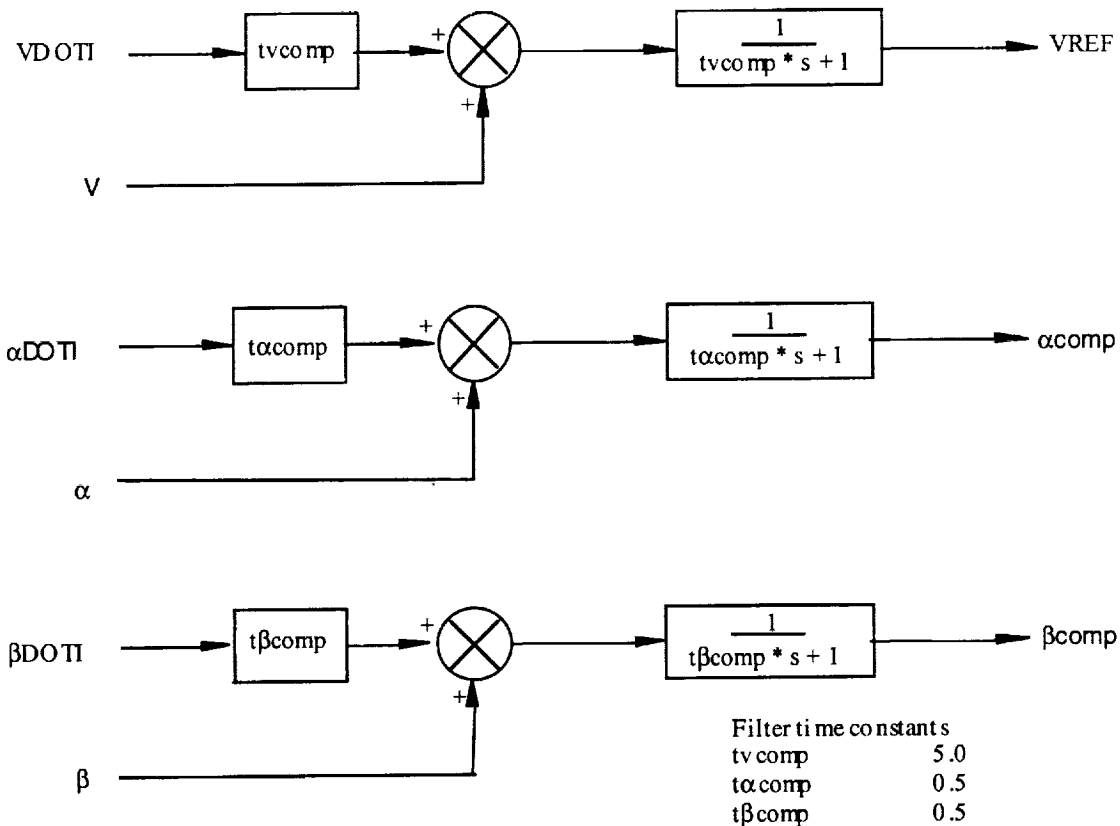 VDOTI tvcomp + + 1 VREF
tvcomp * s + 1
V
αDOTI tαcomp + + 1 αcomp
tαcomp * s + 1
α
βDOTI tβcomp + + 1 βcomp
tβcomp * s + 1
β
Filter time constants
tvcomp 5.0
tαcomp 0.5
tβcomp 0.5